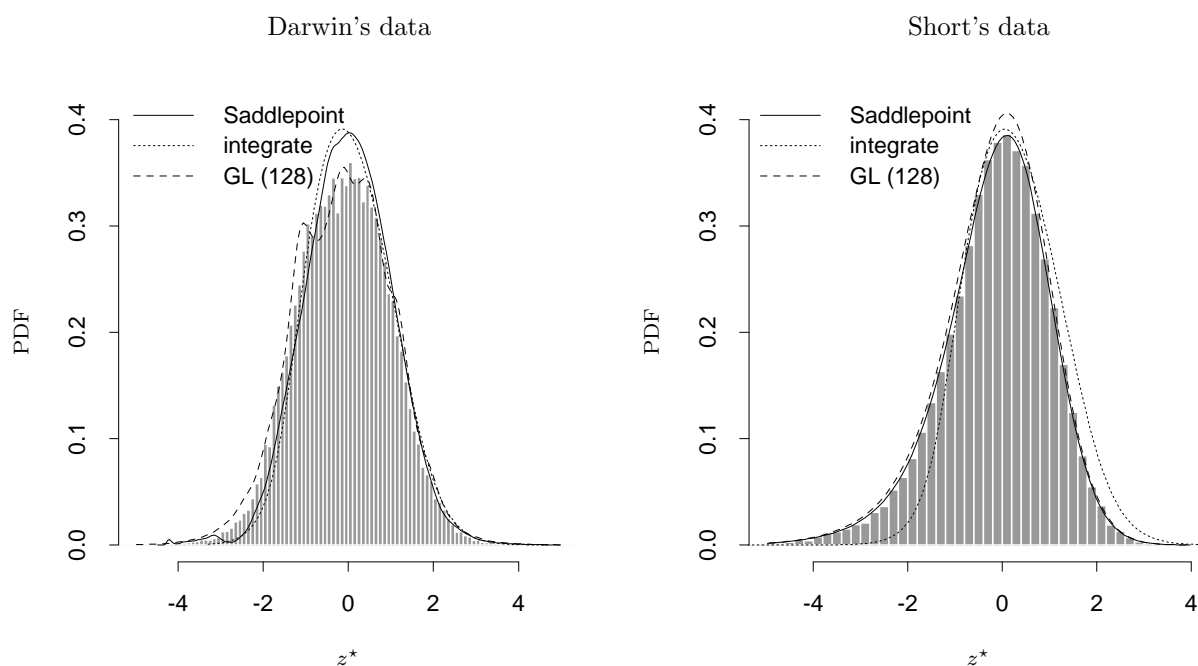 Darwin's data
Saddlepoint
integrate
GL (128)
0.4
0.3
0.2
0.1
0.0
PDF
-4 -2 0 2 4
z⋆
Short's data
Saddlepoint
integrate
GL (128)
0.4
0.3
0.2
0.1
0.0
PDF
-4 -2 0 2 4
z⋆